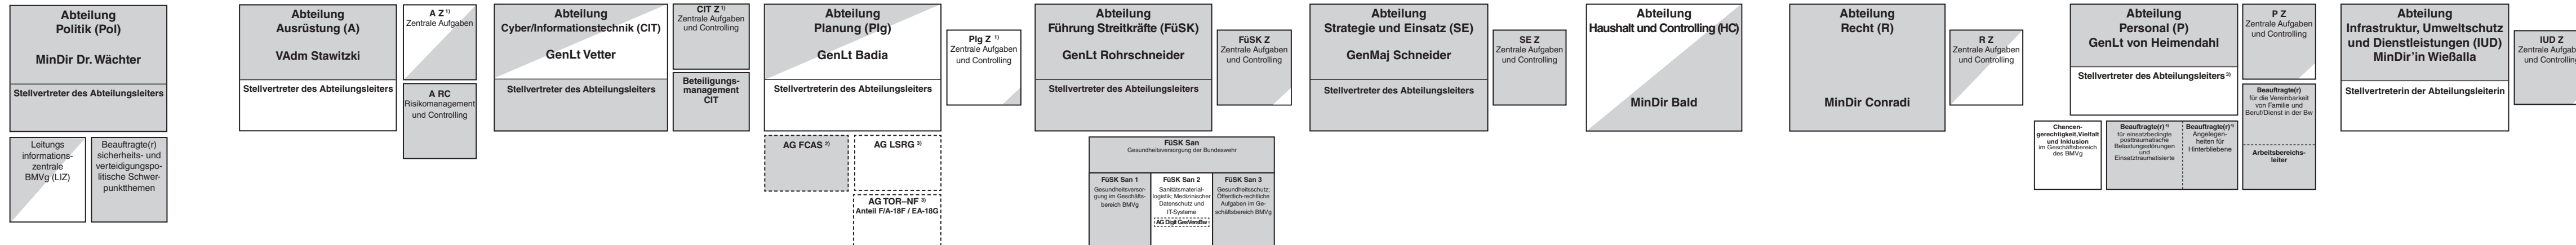 Abteilung
Politik (Pol)
MinDir Dr. Wächter
Stellvertreter des Abteilungsleiters
Leitungs
informations-
zentrale
BMVg (LIZ)
Beauftragte(r)
sicherheits- und
verteidigungspo-
litische Schwer-
punktthemen
Abteilung
Ausrüstung (A)
VAdm Stawitzki
Stellvertreter des Abteilungsleiters
A Z 1)
Zentrale Aufgaben
A RC
Risikomanagement
und Controlling
Abteilung
Cyber/Informationstechnik (CIT)
GenLt Vetter
Stellvertreter des Abteilungsleiters
CIT Z 1)
Zentrale Aufgaben
und Controlling
Beteiligungs-
management
CIT
Abteilung
Planung (Plg)
GenLt Badia
Stellvertreterin des Abteilungsleiters
AG FCAS 2)
AG LSRG 3)
AG TOR–NF 3)
Anteil F/A-18F / EA-18G
Plg Z 1)
Zentrale Aufgaben
und Controlling
Abteilung
Führung Streitkräfte (FüSK)
GenLt Rohrschneider
Stellvertreter des Abteilungsleiters
FüSK Z
Zentrale Aufgaben
und Controlling
FüSK San
Gesundheitsversorgung der Bundeswehr
FüSK San 1
Gesundheitsversor-
gung im Geschäfts-
bereich BMVg
FüSK San 2
Sanitätsmaterial-
logistik; Medizinischer
Datenschutz und
IT-Systeme
AG Digit GesVersBw
FüSK San 3
Gesundheitsschutz;
Öffentlich-rechtliche
Aufgaben im Ge-
schäftsbereich BMVg
Abteilung
Strategie und Einsatz (SE)
GenMaj Schneider
Stellvertreter des Abteilungsleiters
SE Z
Zentrale Aufgaben
und Controlling
Abteilung
Haushalt und Controlling (HC)
MinDir Bald
Abteilung
Recht (R)
MinDir Conradi
R Z
Zentrale Aufgaben
und Controlling
Abteilung
Personal (P)
GenLt von Heimendahl
Stellvertreter des Abteilungsleiters 3)
P Z
Zentrale Aufgaben
und Controlling
Chancen-
gerechtigkeit,Vielfalt
und Inklusion
im Geschäftsbereich
des BMVg
Beauftragte(r) 4)
für einsatzbedingte
posttraumatische
Belastungsstörungen
und
Einsatztraumatisierte
Beauftragte(r) 4)
Angelegen-
heiten für
Hinterbliebene
Beauftragte(r)
für die Vereinbarkeit
von Familie und
Beruf/Dienst in der Bw
Arbeitsbereichs-
leiter
Abteilung
Infrastruktur, Umweltschutz
und Dienstleistungen (IUD)
MinDir'in Wießalla
Stellvertreterin der Abteilungsleiterin
IUD Z
Zentrale Aufgab
und Controlling